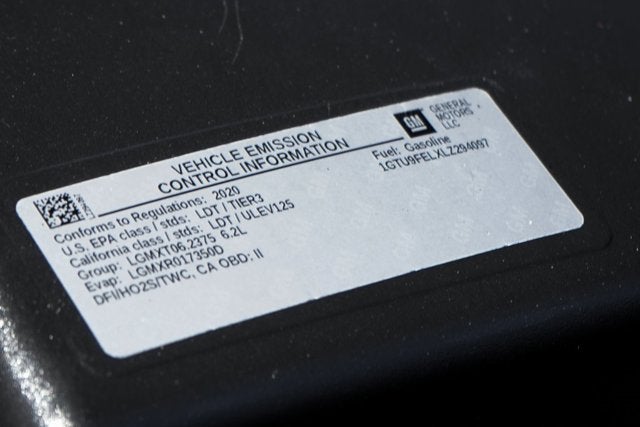 VEHICLE EMISSION
CONTROL INFORMATION
GM
GENERAL
MOTORS
LLC
Conforms to Regulations: 2020
U.S. EPA class / stds: LDT / TIER3
California class / stds: LDT / ULEV125
Group: LGMXT06.2375 6.2L
Evap: LGMXR017350D
DFI/HO2S/TWC, CA OBD: II
Fuel: Gasoline
1GTU9FELXLZ294097